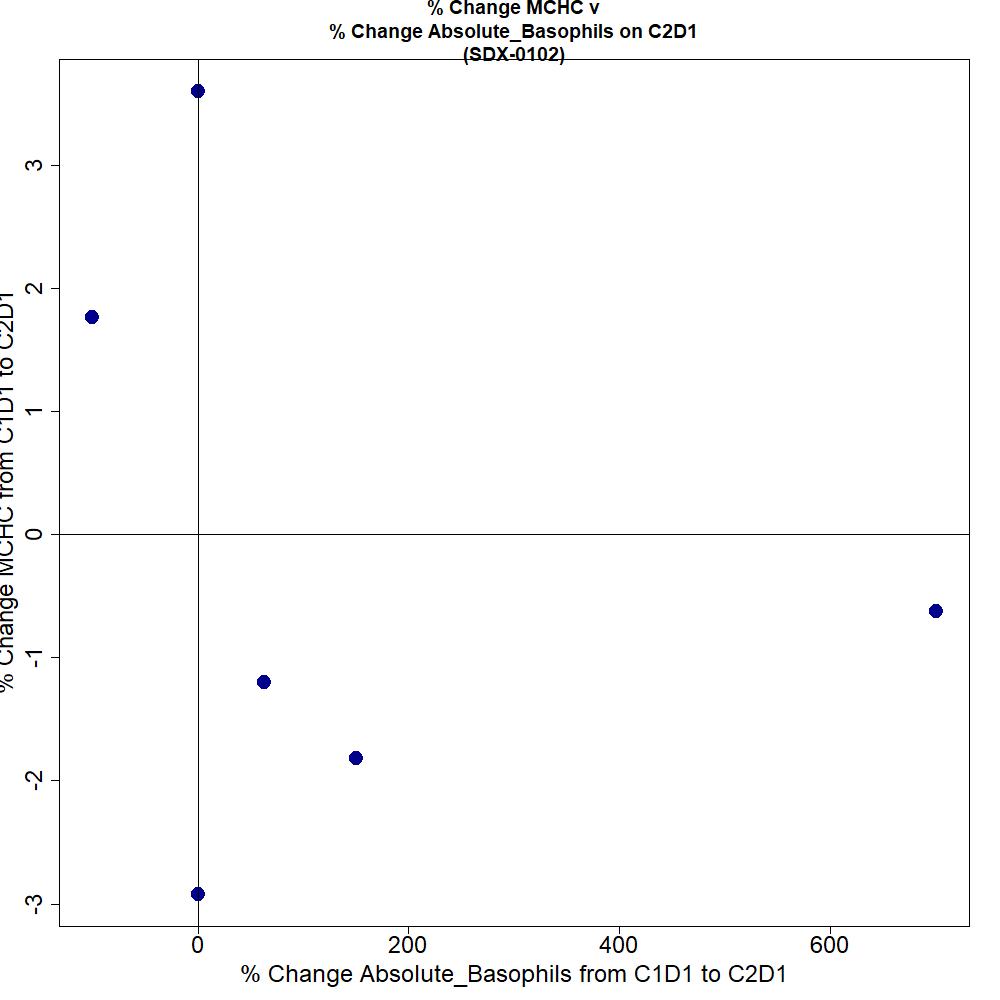 % Change MCHC v
% Change Absolute_Basophils on C2D1
(SDX-0102)
% Change MCHC from C1D1 to C2D1
3
2
1
0
-1
-2
-3
0
200
400
600
% Change Absolute_Basophils from C1D1 to C2D1